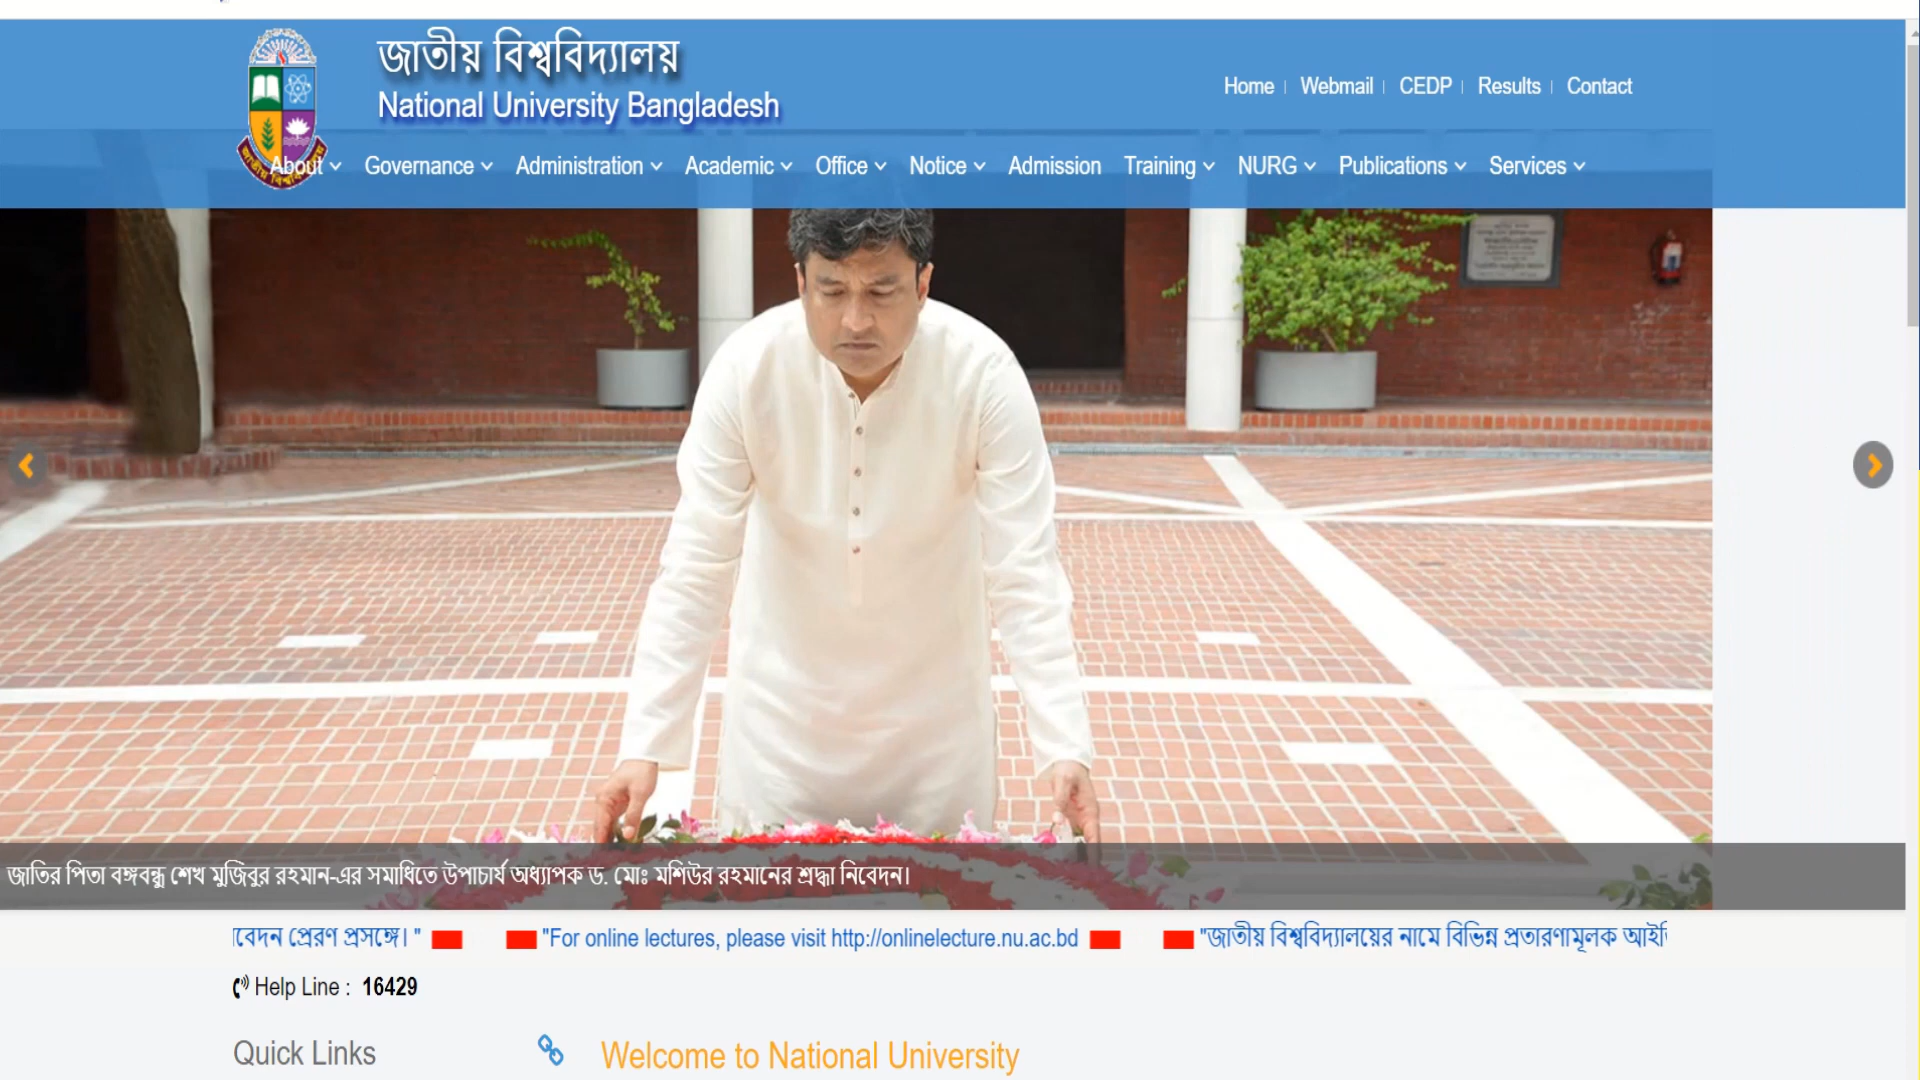 জাতীয় বিশ্ববিদ্যালয়
National University Bangladesh
Home Webmail CEDP Results Contact
About Governance Administration Academic Office Notice Admission Training NURG Publications Services
জাতির পিতা বঙ্গবন্ধু শেখ মুজিবুর রহমান-এর সমাধিতে উপাচার্য অধ্যাপক ড. মোঃ মশিউর রহমানের শ্রদ্ধা নিবেদন।
প্রেরণ প্রসঙ্গে। " "For online lectures, please visit http://onlinelecture.nu.ac.bd "জাতীয় বিশ্ববিদ্যালয়ের নামে বিভিন্ন প্রতারণামূলক
Help Line : 16429
Quick Links
Welcome to National University